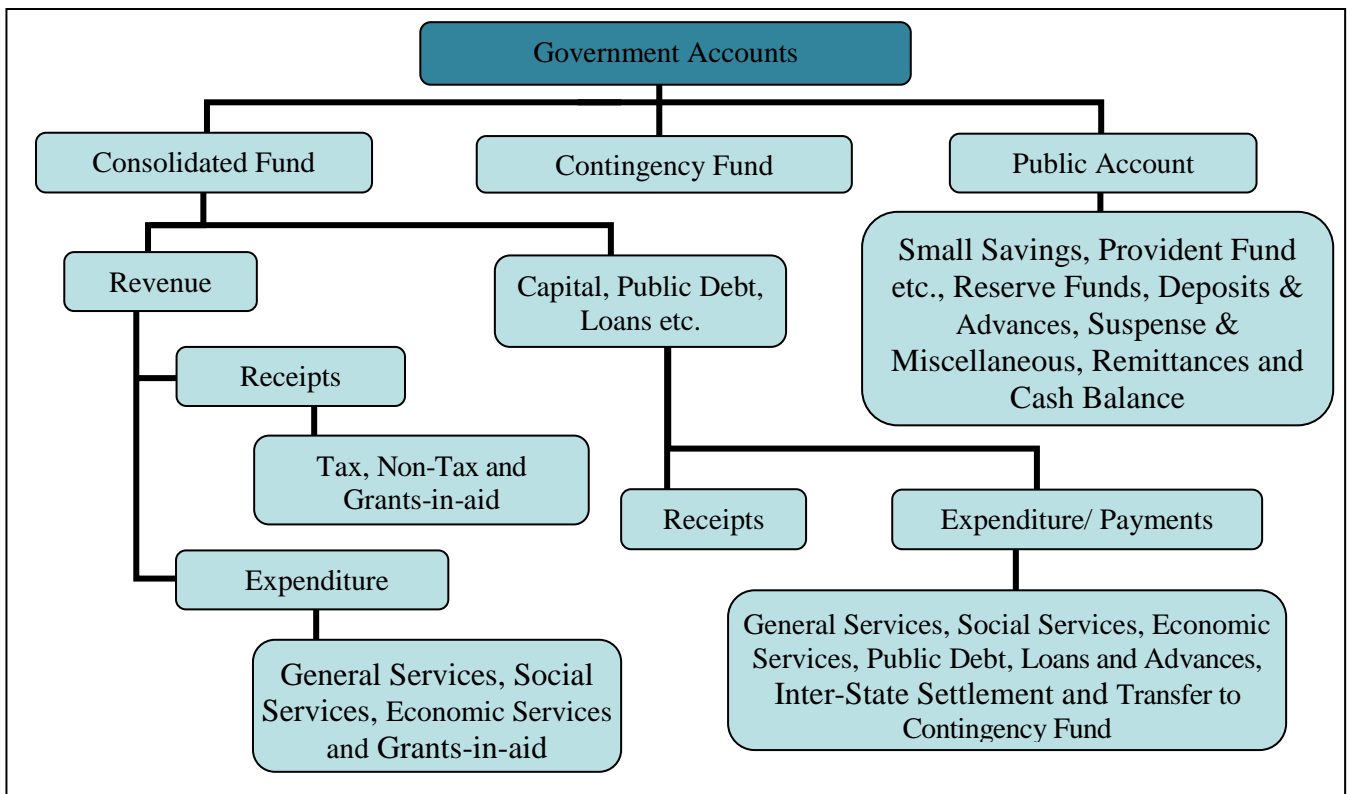 Government Accounts
Consolidated Fund
Contingency Fund
Public Account
Small Savings, Provident Fund
etc., Reserve Funds, Deposits &
Advances, Suspense &
Miscellaneous, Remittances and
Cash Balance
Revenue
Capital, Public Debt,
Loans etc.
Receipts
Tax, Non-Tax and
Grants-in-aid
Receipts
Expenditure/ Payments
Expenditure
General Services, Social
Services, Economic Services
and Grants-in-aid
General Services, Social Services, Economic
Services, Public Debt, Loans and Advances,
Inter-State Settlement and Transfer to
Contingency Fund